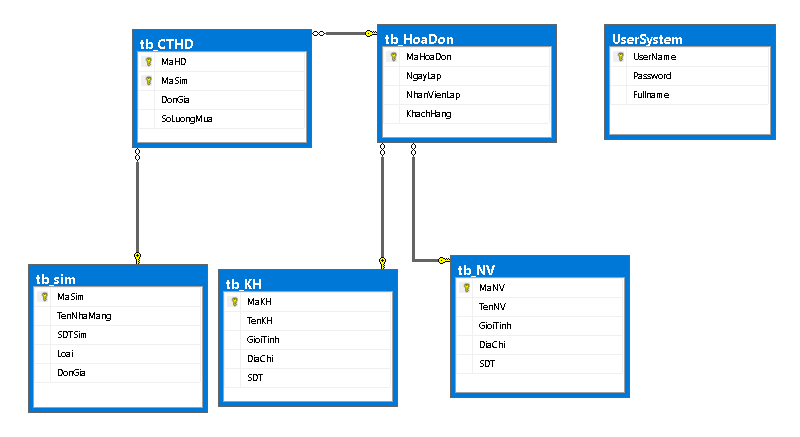 tb_CTHD
MaHD
MaSim
DonGia
SoLuongMua
tb_HoaDon
MaHoaDon
NgayLap
NhanVienLap
KhachHang
UserSystem
UserName
Password
Fullname
tb_sim
MaSim
TenNhaMang
SDTSim
Loai
DonGia
tb_KH
MaKH
TenKH
GioiTinh
DiaChi
SDT
tb_NV
MaNV
TenNV
GioiTinh
DiaChi
SDT